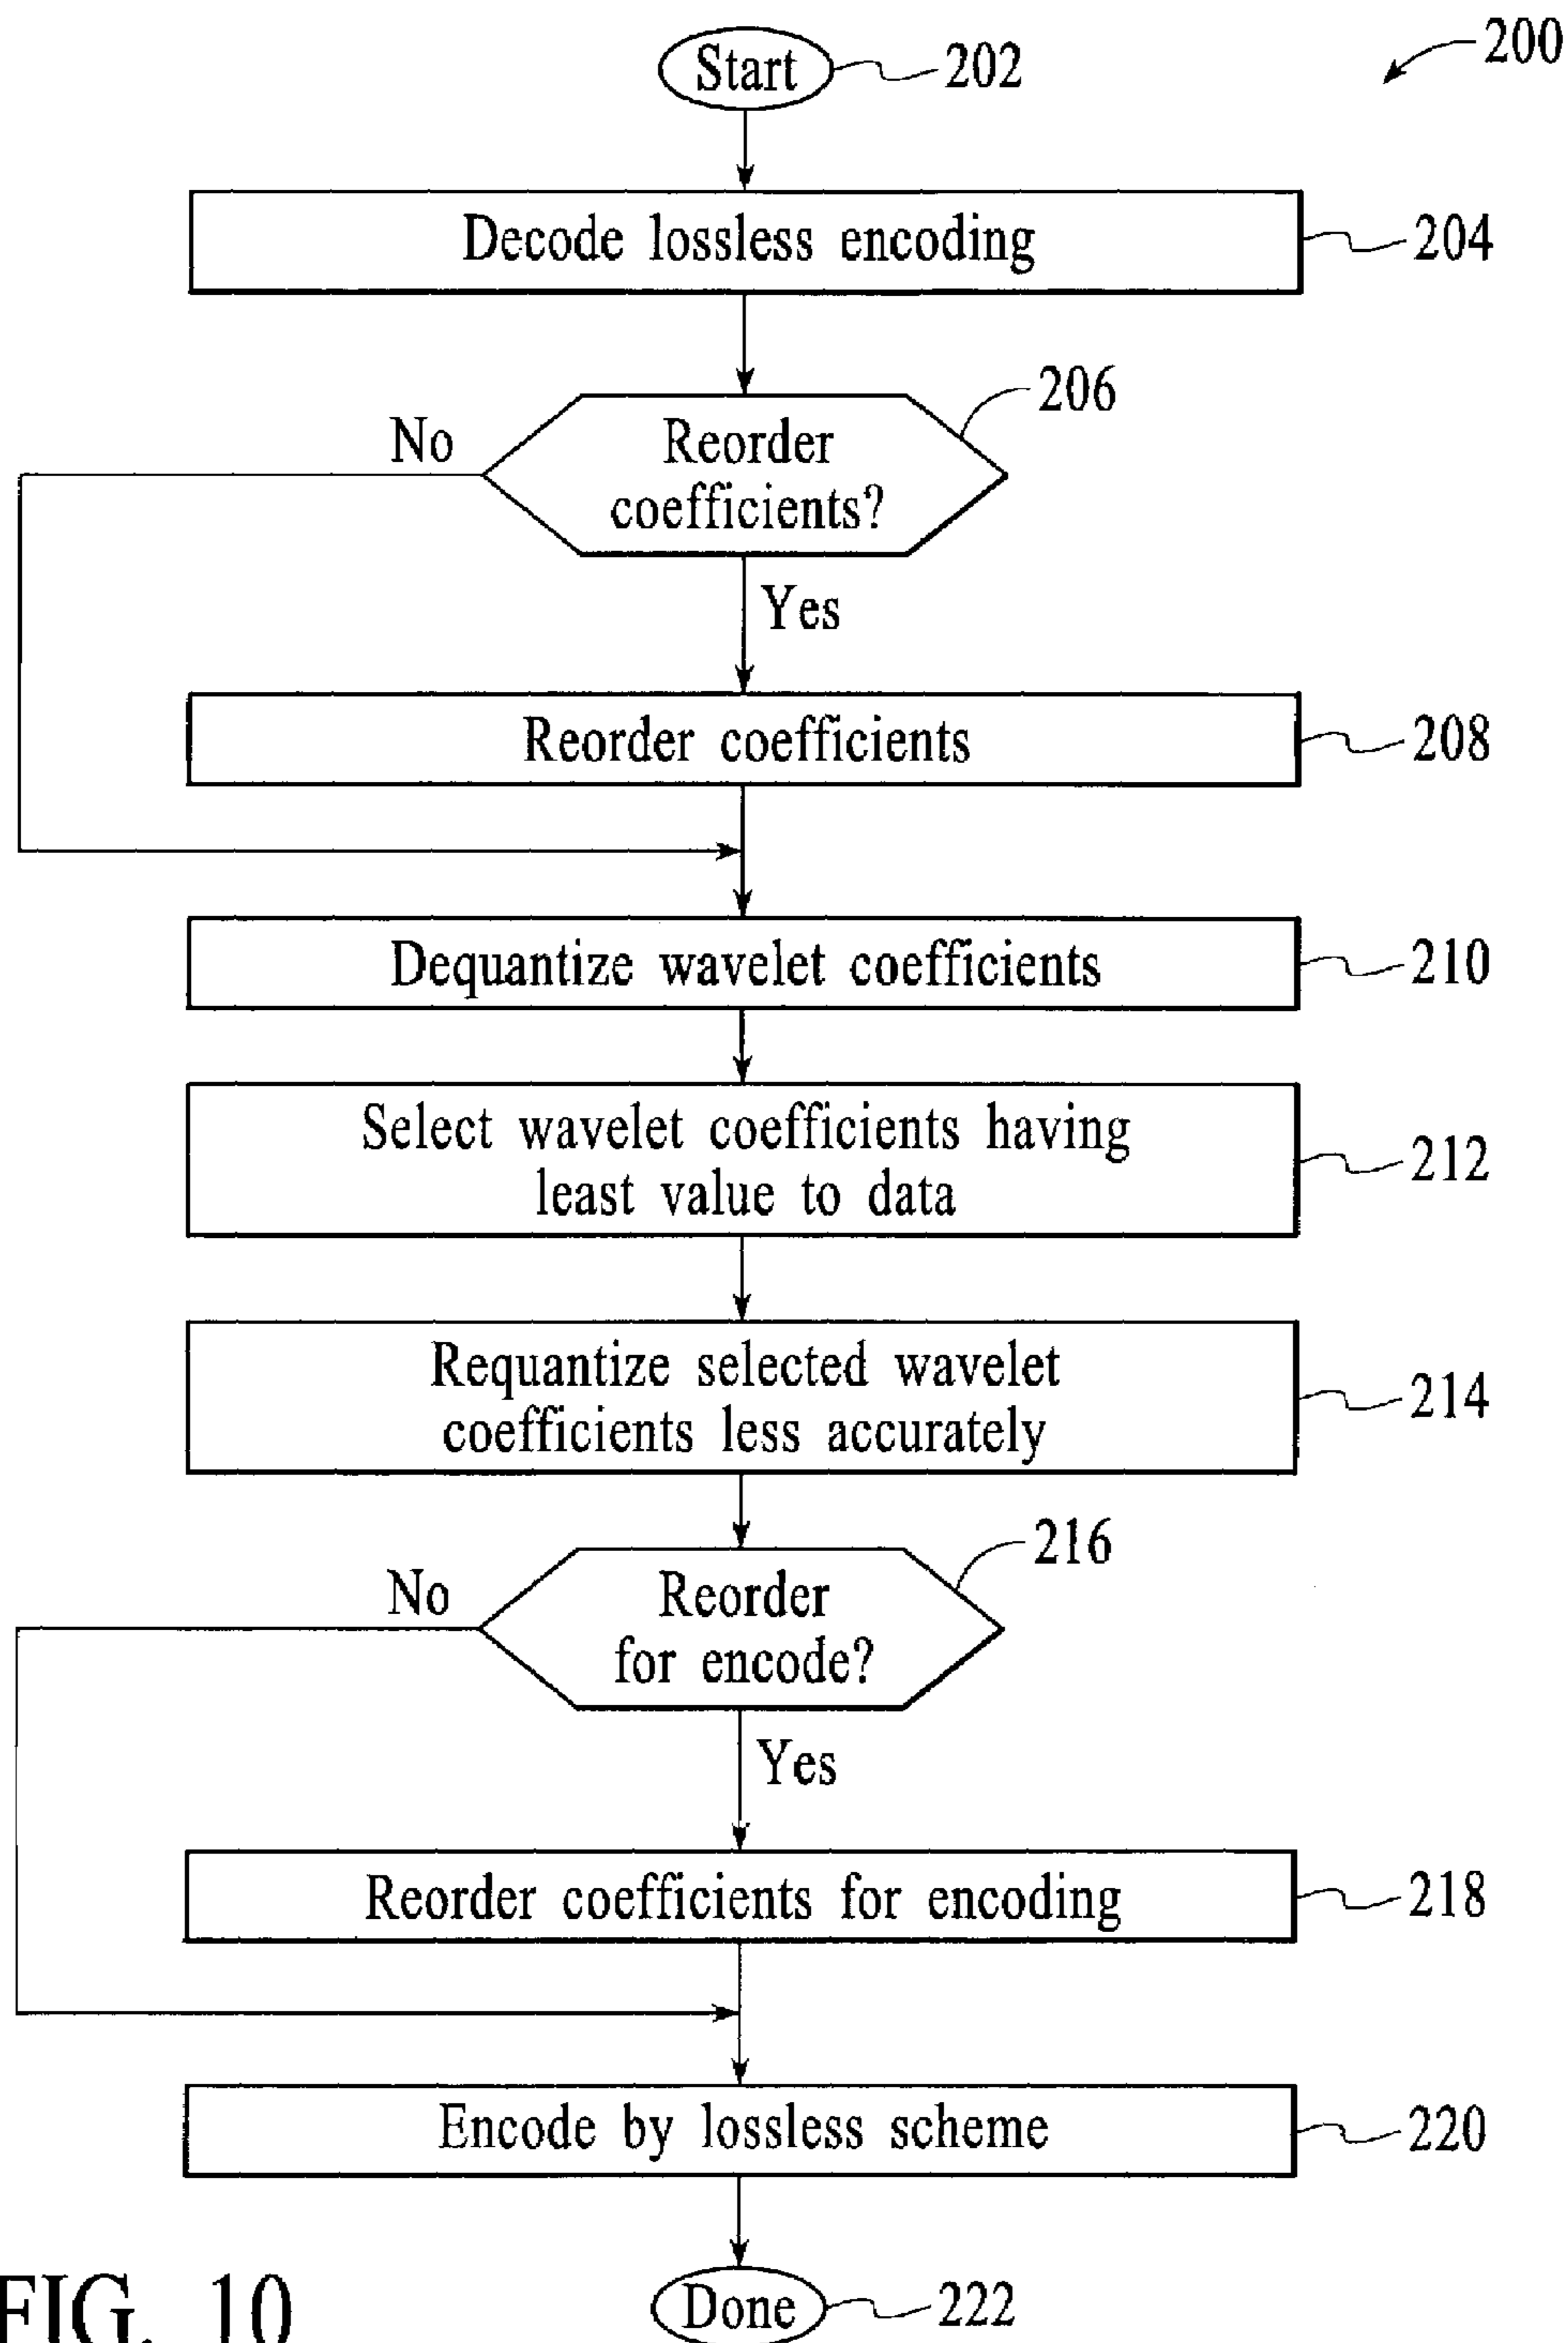 200
Start
202
Decode lossless encoding
204
206
No
Reorder
coefficients?
Yes
Reorder coefficients
208
Dequantize wavelet coefficients
210
Select wavelet coefficients having
least value to data
212
Requantize selected wavelet
coefficients less accurately
214
216
No
Reorder
for encode?
Yes
Reorder coefficients for encoding
218
Encode by lossless scheme
220
Done
222
FIG. 10